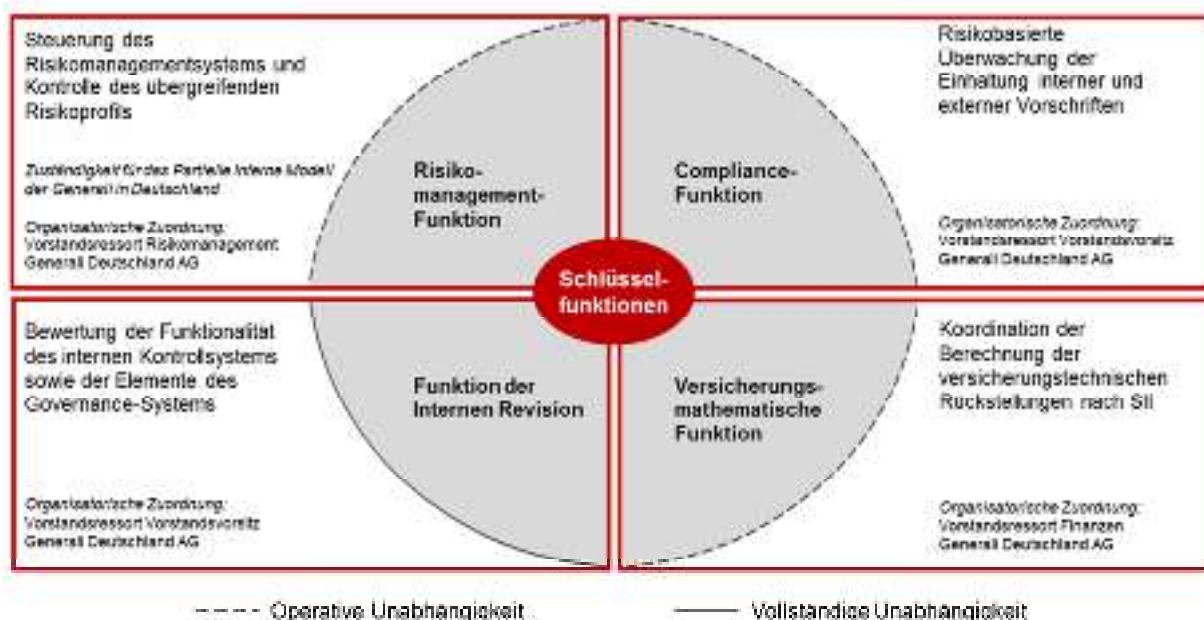 Steuerung des
Risikomanagementsystems und
Kontrolle des übergreifenden
Risikoprofils
Zuständigkeit für das Partielle Interne Modell
der Generali in Deutschland
Organisatorische Zuordnung:
Vorstandsressort Risikomanagement
Generali Deutschland AG
Risiko-
management-
Funktion
Compliance-
Funktion
Risikobasierte
Überwachung der
Einhaltung interner und
externer Vorschriften
Organisatorische Zuordnung:
Vorstandsressort Vorstandsvorsitz
Generali Deutschland AG
Schlüssel-
funktionen
Bewertung der Funktionalität
des internen Kontrollsystems
sowie der Elemente des
Governance-Systems
Organisatorische Zuordnung:
Vorstandsressort Vorstandsvorsitz
Generali Deutschland AG
Funktion der
Internen Revision
Versicherungs-
mathematische
Funktion
Koordination der
Berechnung der
versicherungstechnischen
Rückstellungen nach SII
Organisatorische Zuordnung:
Vorstandsressort Finanzen
Generali Deutschland AG
Operative Unabhängigkeit
Vollständige Unabhängigkeit